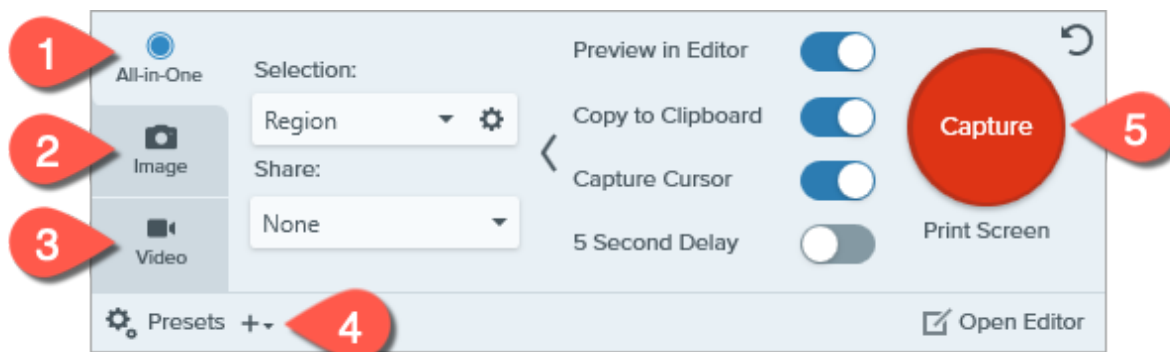 1
All-in-One
2
Image
3
Video
Selection:
Region
Share:
None
Preview in Editor
Copy to Clipboard
Capture Cursor
5 Second Delay
Capture
5
Print Screen
Presets
4
Open Editor